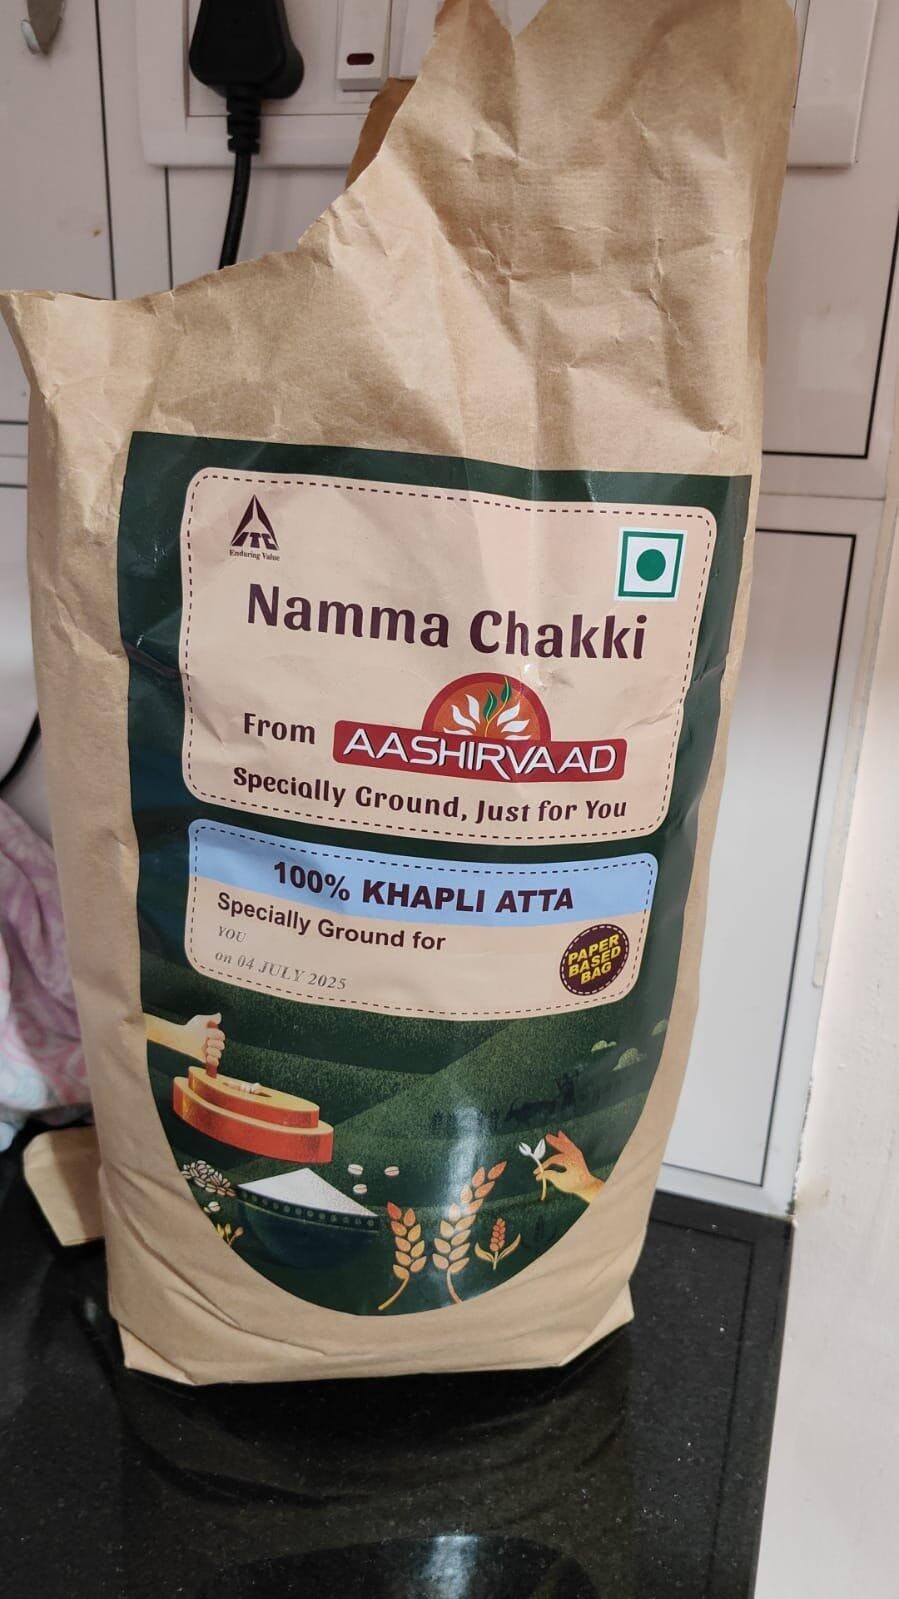 ITC
Enduring Value
Namma Chakki
From AASHIRVAAD
Specially Ground, Just for You
100% KHAPLI ATTA
Specially Ground for
YOU
on 04 JULY 2025
PAPER
BASED
BAG